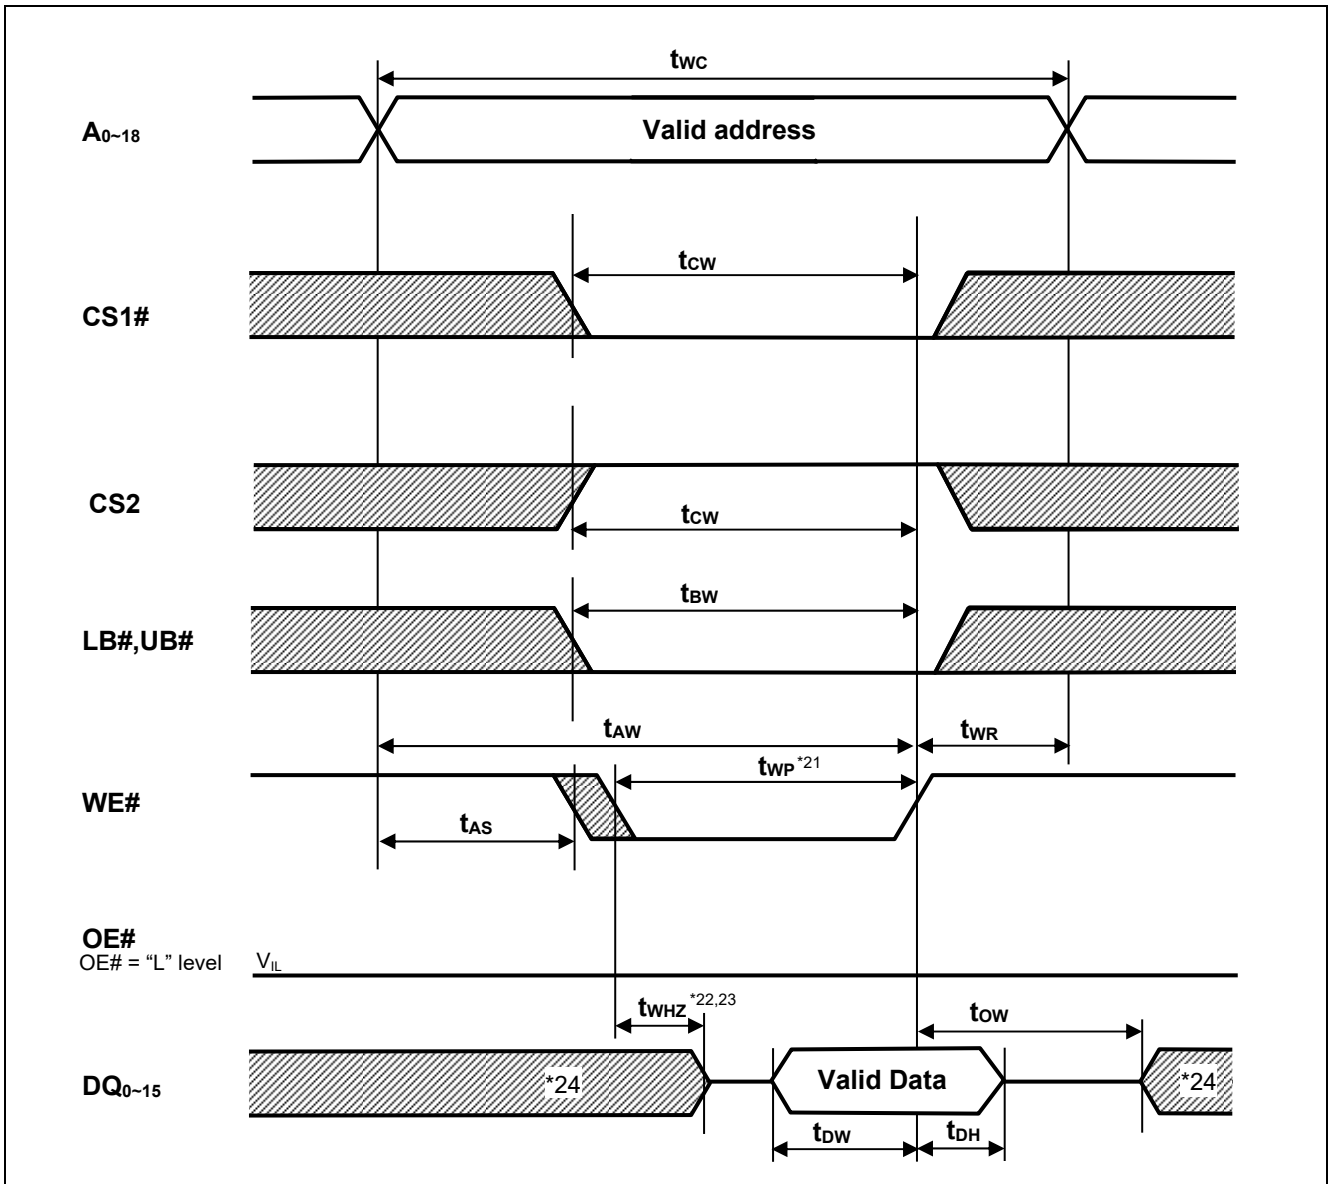 tWC
A0~18
Valid address
tCW
CS1#
CS2
tCW
tBW
LB#,UB#
tAW
tWR
tWP *21
WE#
tAS
OE#
OE# = “L” level
VIL
tWHZ *22,23
tOW
DQ0~15
*24
Valid Data
*24
tDW
tDH